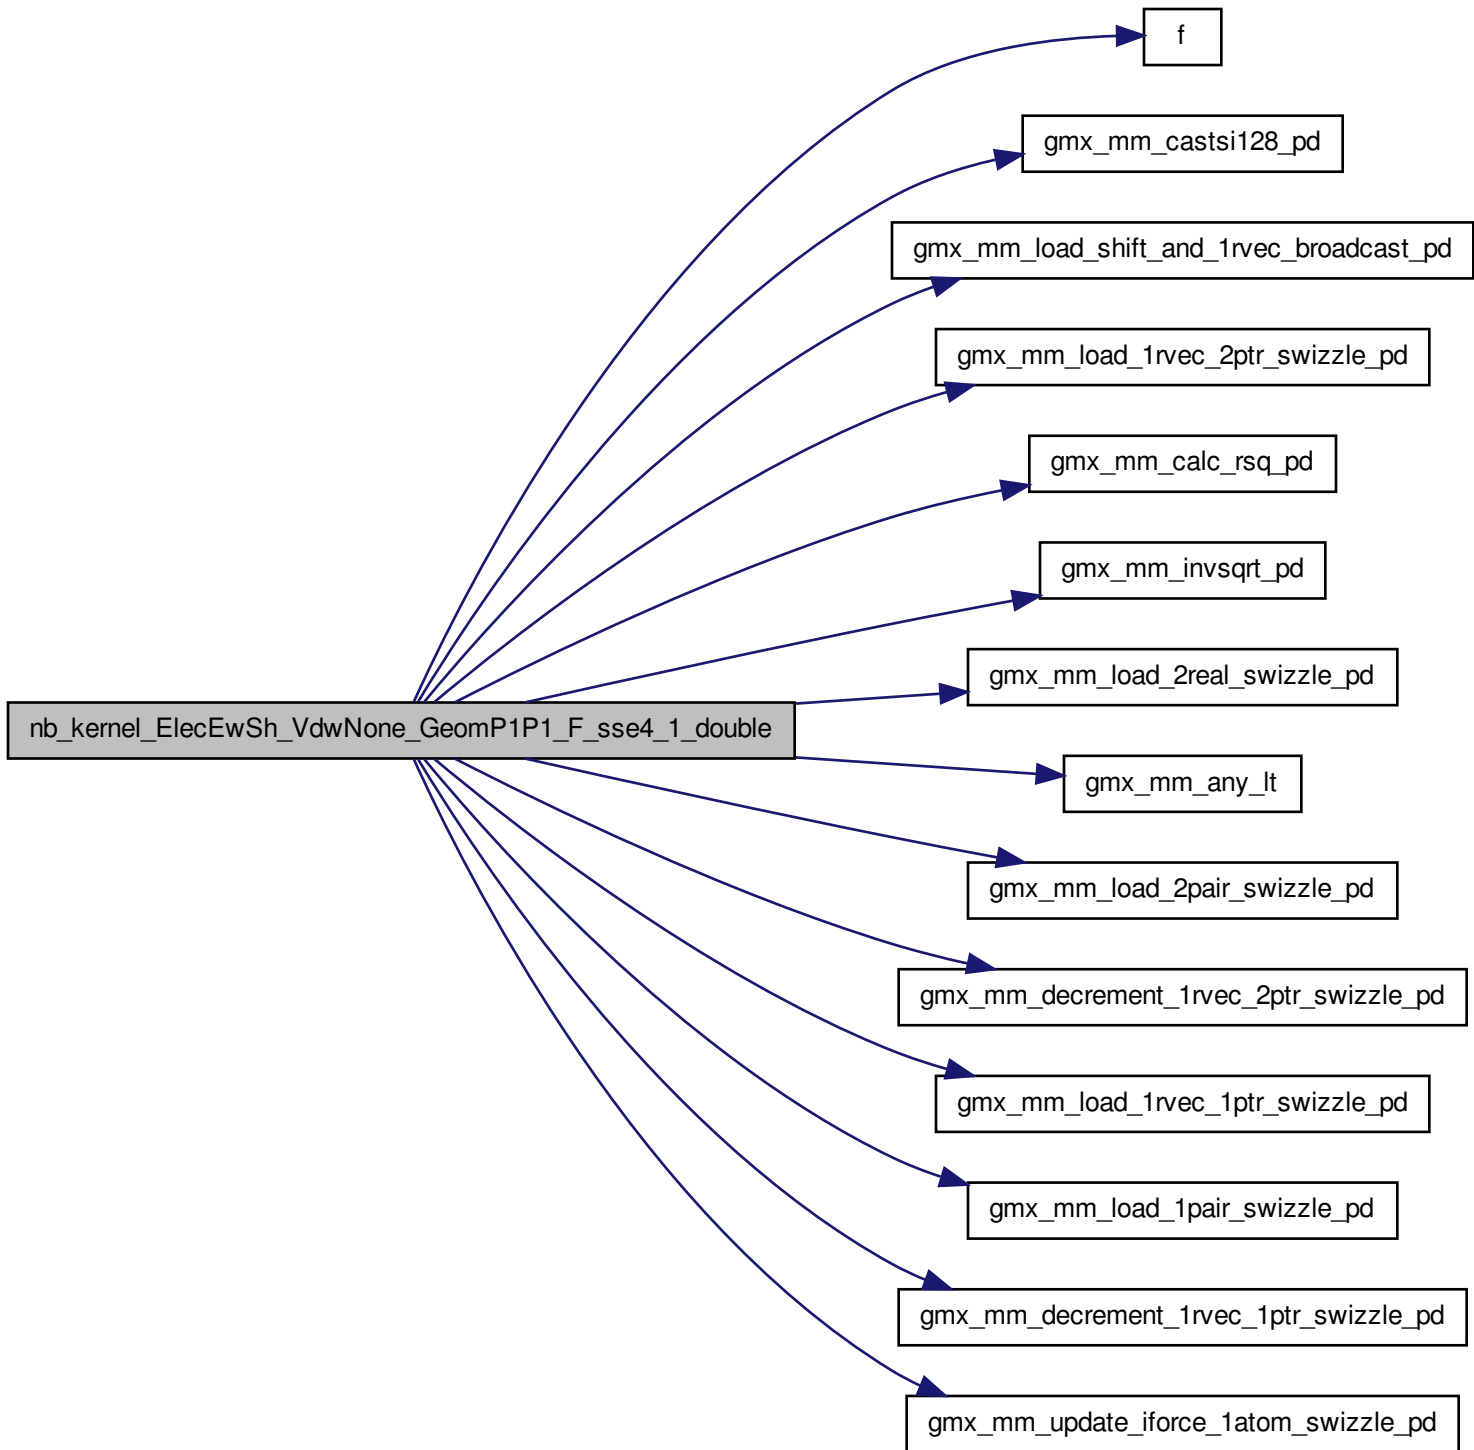 f
gmx_mm_castsi128_pd
gmx_mm_load_shift_and_1rvec_broadcast_pd
gmx_mm_load_1rvec_2ptr_swizzle_pd
gmx_mm_calc_rsq_pd
gmx_mm_invsqrt_pd
gmx_mm_load_2real_swizzle_pd
nb_kernel_ElecEwSh_VdwNone_GeomP1P1_F_sse4_1_double
gmx_mm_any_lt
gmx_mm_load_2pair_swizzle_pd
gmx_mm_decrement_1rvec_2ptr_swizzle_pd
gmx_mm_load_1rvec_1ptr_swizzle_pd
gmx_mm_load_1pair_swizzle_pd
gmx_mm_decrement_1rvec_1ptr_swizzle_pd
gmx_mm_update_iforce_1atom_swizzle_pd